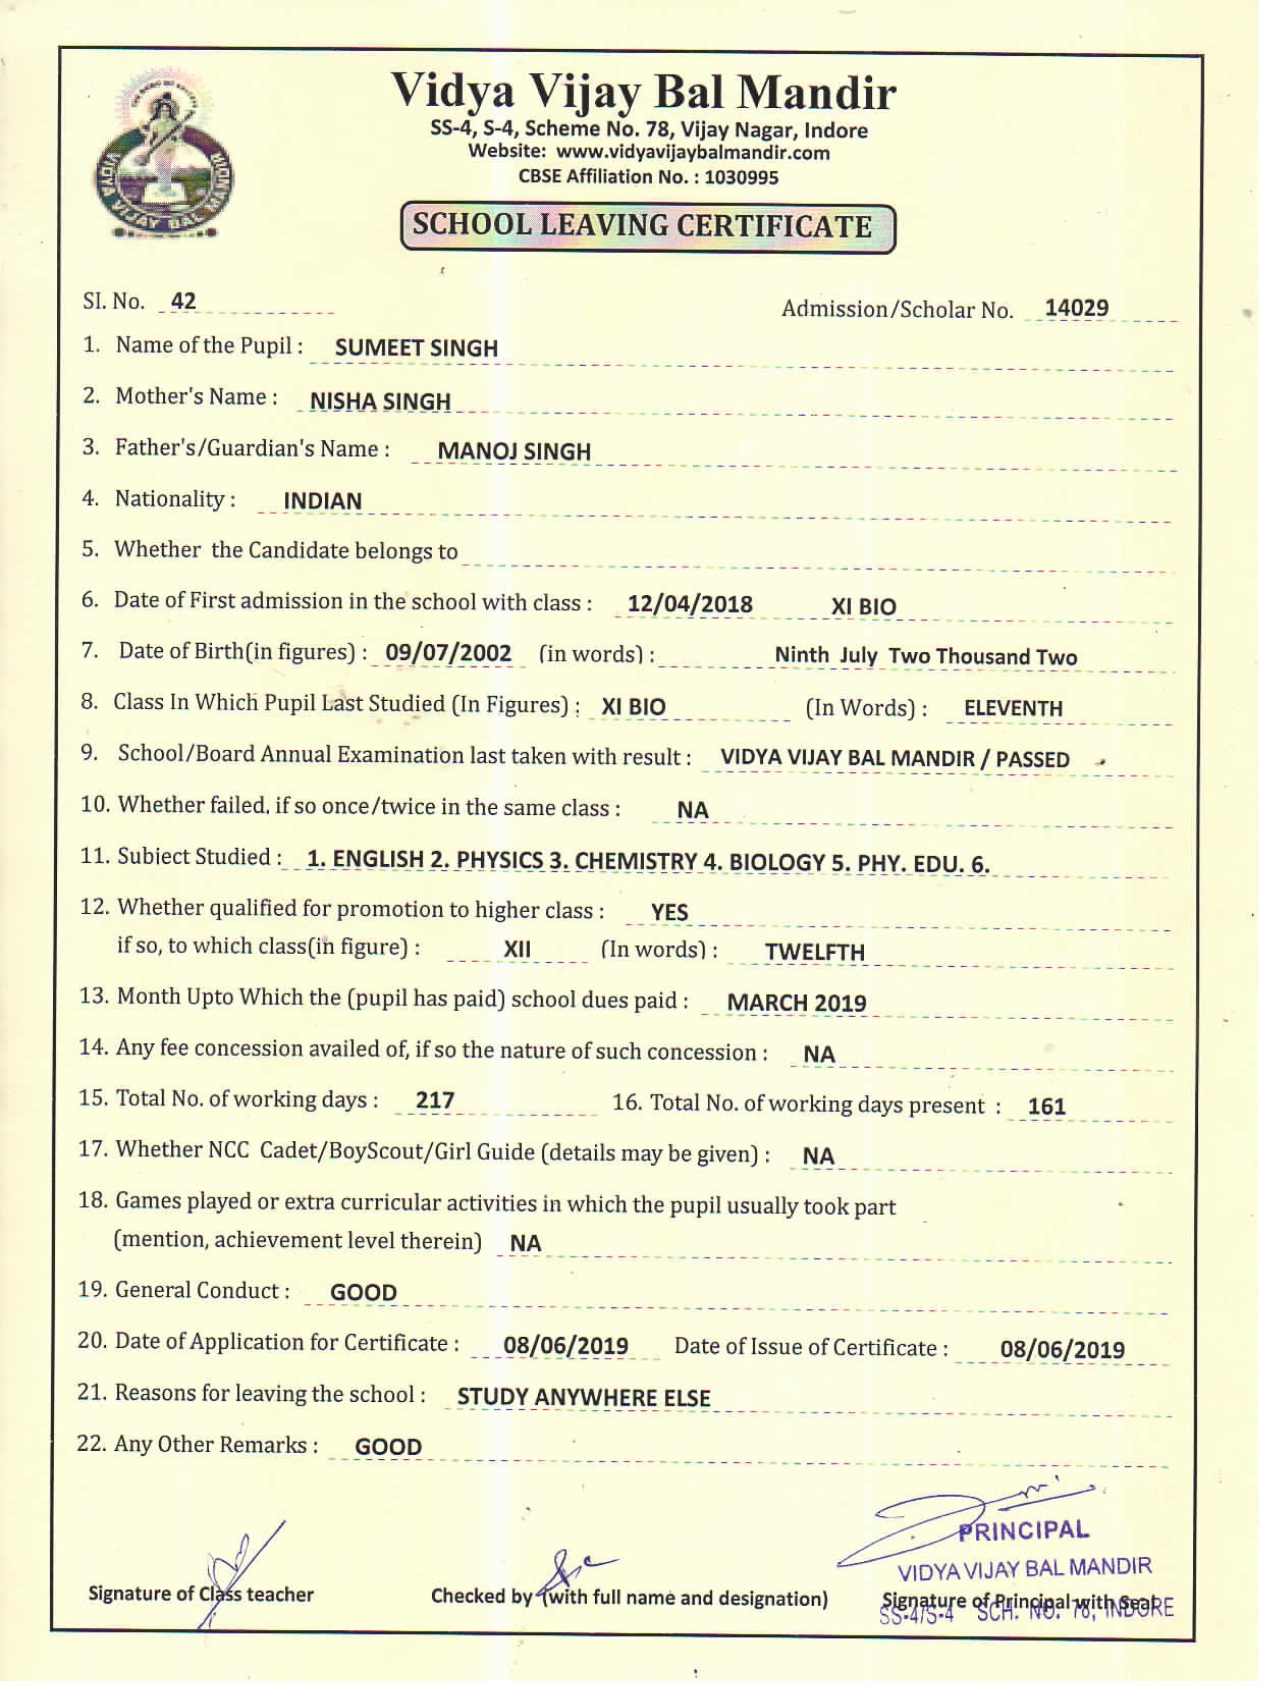 Vidya Vijay Bal Mandir
SS-4, S-4, Scheme No. 78, Vijay Nagar, Indore
Website: www.vidyavijaybalmandir.com
CBSE Affiliation No. : 1030995
VIDYA VIJAY BAL MANDIR
SCHOOL LEAVING CERTIFICATE
SI. No. 42 Admission/Scholar No. 14029
1. Name of the Pupil : SUMEET SINGH
2. Mother's Name : NISHA SINGH
3. Father's/Guardian's Name : MANOJ SINGH
4. Nationality : INDIAN
5. Whether the Candidate belongs to
6. Date of First admission in the school with class : 12/04/2018 XI BIO
7. Date of Birth(in figures) : 09/07/2002 (in words) : Ninth July Two Thousand Two
8. Class In Which Pupil Last Studied (In Figures) : XI BIO (In Words) : ELEVENTH
9. School/Board Annual Examination last taken with result : VIDYA VIJAY BAL MANDIR / PASSED
10. Whether failed, if so once/twice in the same class : NA
11. Subject Studied : 1. ENGLISH 2. PHYSICS 3. CHEMISTRY 4. BIOLOGY 5. PHY. EDU. 6.
12. Whether qualified for promotion to higher class : YES
if so, to which class(in figure) : XII (In words) : TWELFTH
13. Month Upto Which the (pupil has paid) school dues paid : MARCH 2019
14. Any fee concession availed of, if so the nature of such concession : NA
15. Total No. of working days : 217 16. Total No. of working days present : 161
17. Whether NCC Cadet/BoyScout/Girl Guide (details may be given) : NA
18. Games played or extra curricular activities in which the pupil usually took part
(mention, achievement level therein) NA
19. General Conduct : GOOD
20. Date of Application for Certificate : 08/06/2019 Date of Issue of Certificate : 08/06/2019
21. Reasons for leaving the school : STUDY ANYWHERE ELSE
22. Any Other Remarks : GOOD
PRINCIPAL
VIDYA VIJAY BAL MANDIR
Signature of Class teacher Checked by (with full name and designation) Signature of Principal with Seal
SS-4/S-4 SCH. NO. 78, INDORE